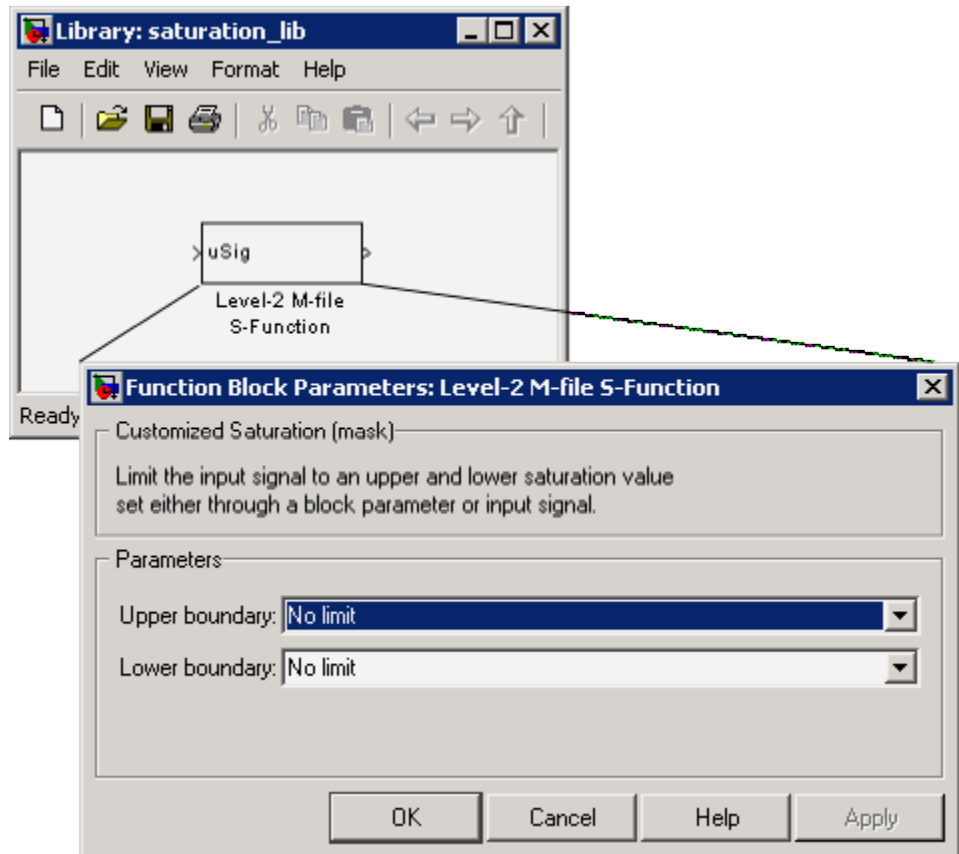 Library: saturation_lib
File Edit View Format Help
uSig
Level-2 M-file
S-Function
Ready
Function Block Parameters: Level-2 M-file S-Function
Customized Saturation (mask)
Limit the input signal to an upper and lower saturation value
set either through a block parameter or input signal.
Parameters
Upper boundary: No limit
Lower boundary: No limit
OK Cancel Help Apply